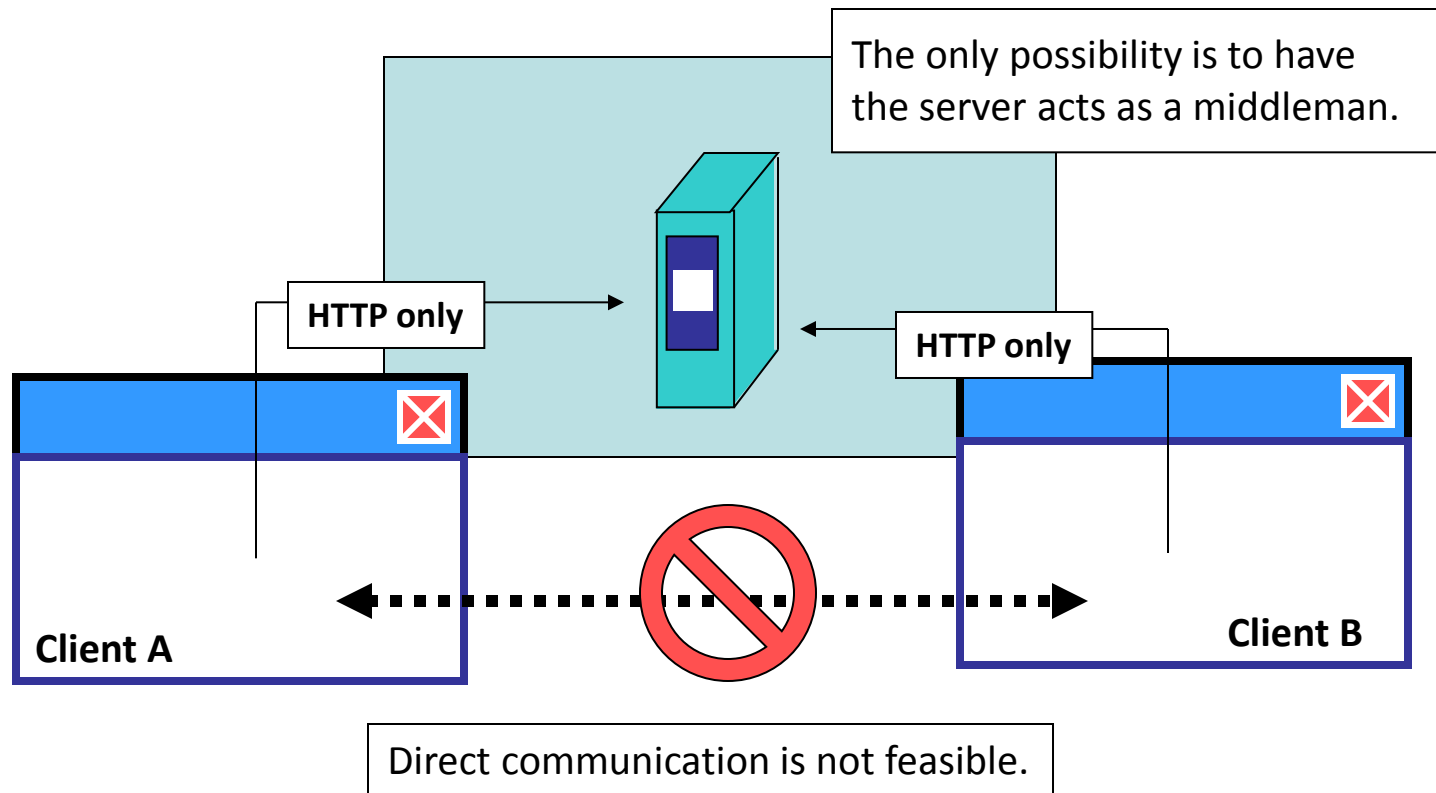 The only possibility is to have
the server acts as a middleman.
HTTP only
HTTP only
Client A
Client B
Direct communication is not feasible.